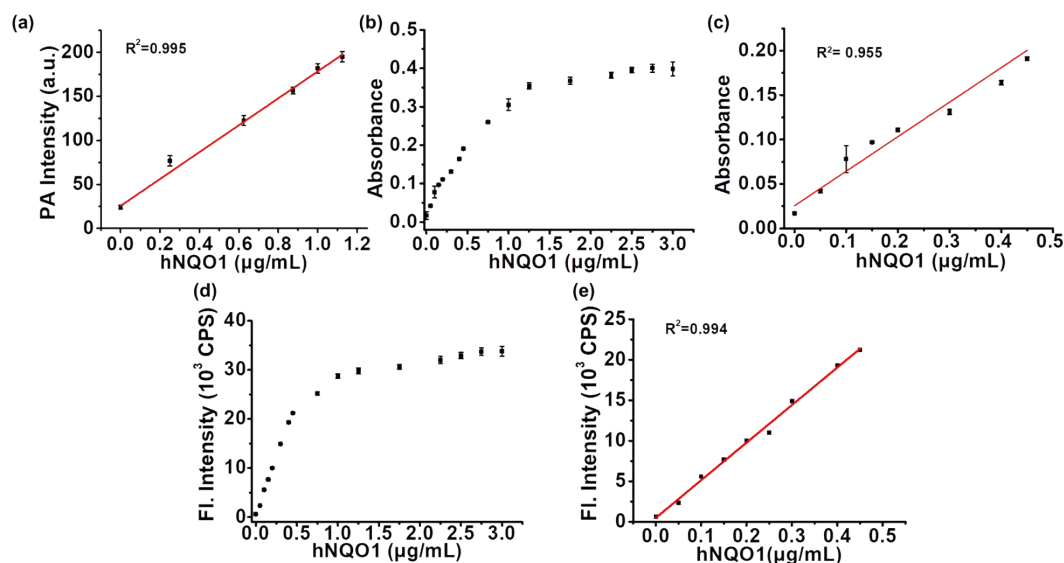 (a)
R²=0.995
PA Intensity (a.u.)
200
150
100
50
0
0.0 0.2 0.4 0.6 0.8 1.0 1.2
hNQO1 (µg/mL)
(b)
Absorbance
0.5
0.4
0.3
0.2
0.1
0.0
0.0 0.5 1.0 1.5 2.0 2.5 3.0
hNQO1 (µg/mL)
(c)
R²= 0.955
Absorbance
0.20
0.15
0.10
0.05
0.00
0.0 0.1 0.2 0.3 0.4 0.5
hNQO1 (µg/mL)
(d)
Fl. Intensity (10³ CPS)
40
30
20
10
0
0.0 0.5 1.0 1.5 2.0 2.5 3.0
hNQO1 (µg/mL)
(e)
R²=0.994
Fl. Intensity (10³ CPS)
25
20
15
10
5
0
0.0 0.1 0.2 0.3 0.4 0.5
hNQO1(µg/mL)